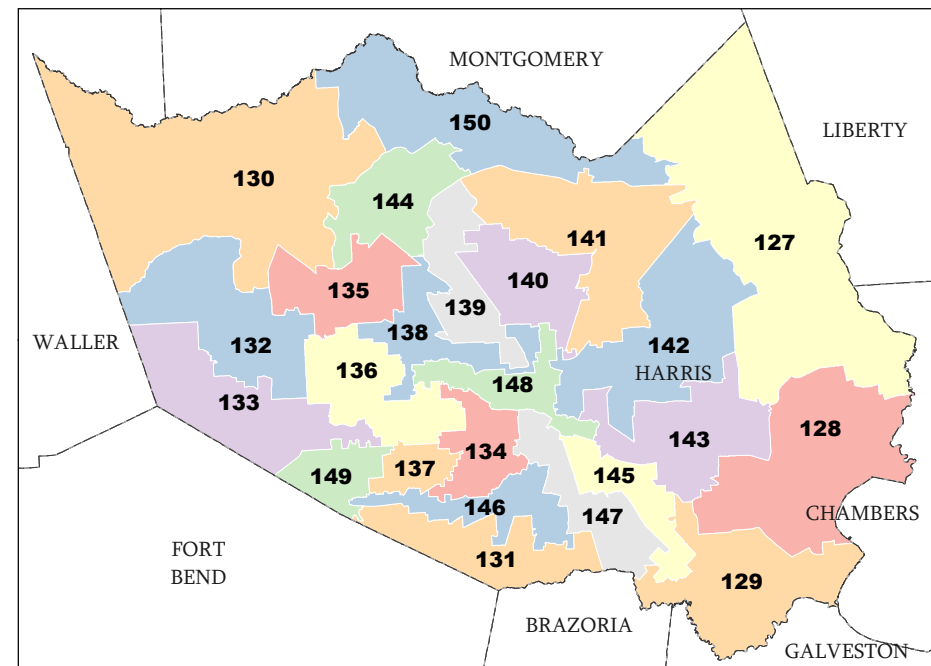 MONTGOMERY
150
LIBERTY
130
144
141
127
140
135
139
138
142
WALLER
132
136
HARRIS
148
133
128
134
143
137
145
149
146
147
CHAMBERS
FORT
BEND
131
129
BRAZORIA
GALVESTON